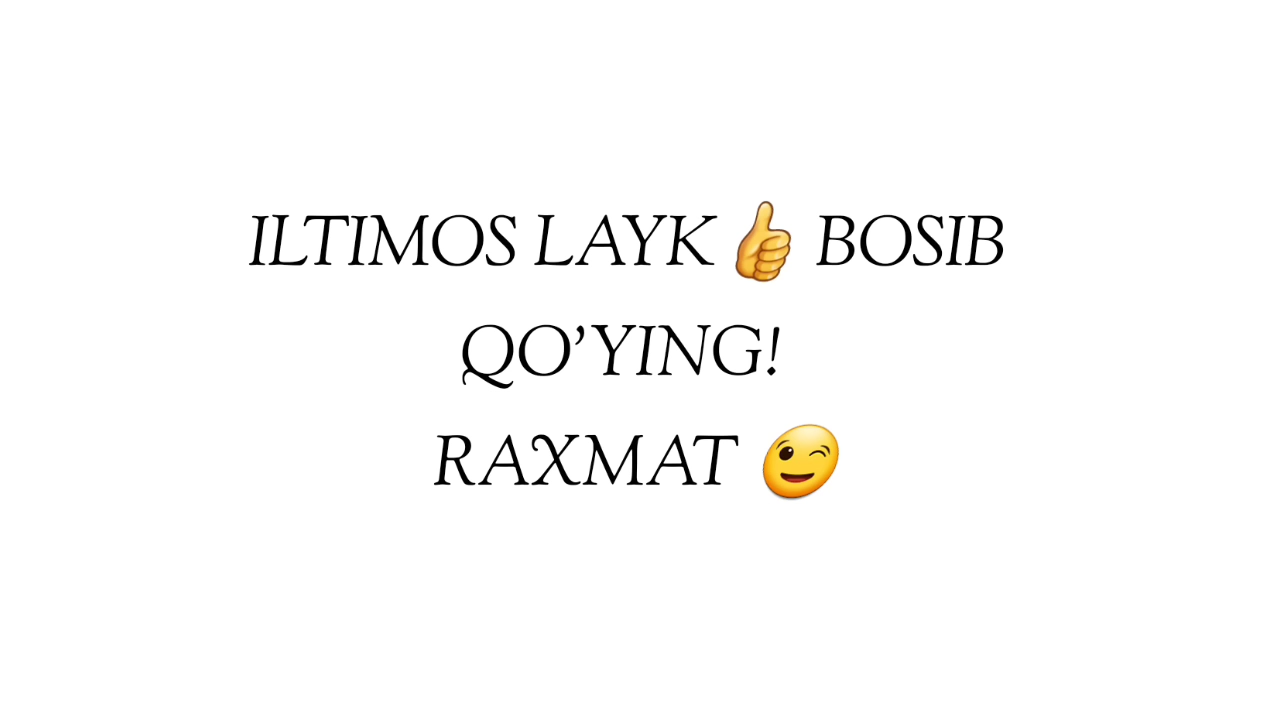 ILTIMOS LAYK 👍 BOSIB
QO’YING!
RAXMAT 😉